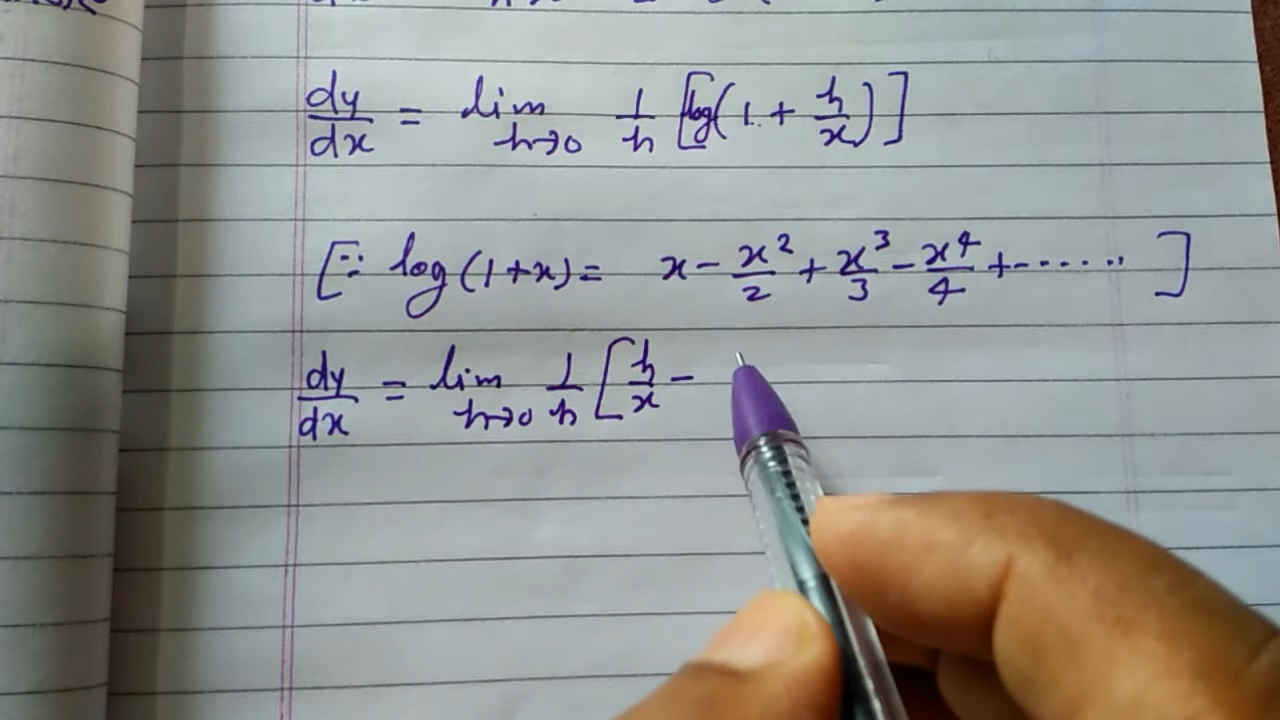 dy/dx = lim h→0 1/h [log(1 + h/x)]
[∵ log(1+x) = x - x²/2 + x³/3 - x⁴/4 + ...... ]
dy/dx = lim h→0 1/h [h/x -